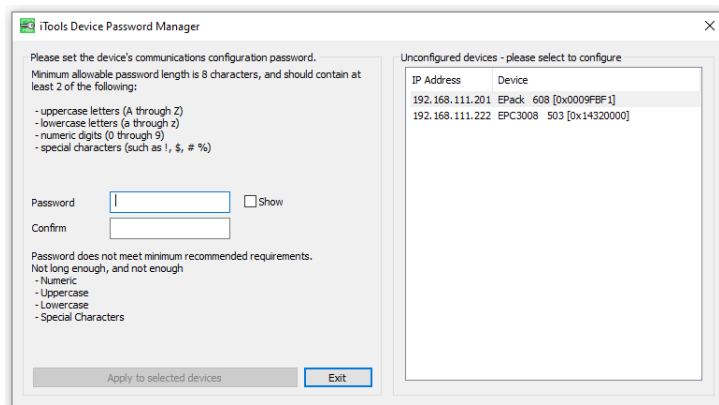 iTools Device Password Manager
Please set the device's communications configuration password.
Minimum allowable password length is 8 characters, and should contain at
least 2 of the following:
- uppercase letters (A through Z)
- lowercase letters (a through z)
- numeric digits (0 through 9)
- special characters (such as !, $, # %)
Password
Show
Confirm
Password does not meet minimum recommended requirements.
Not long enough, and not enough
- Numeric
- Uppercase
- Lowercase
- Special Characters
Apply to selected devices
Exit
Unconfigured devices - please select to configure
IP Address Device
192.168.111.201 EPack 608 [0x0009FBF1]
192.168.111.222 EPC3008 503 [0x14320000]